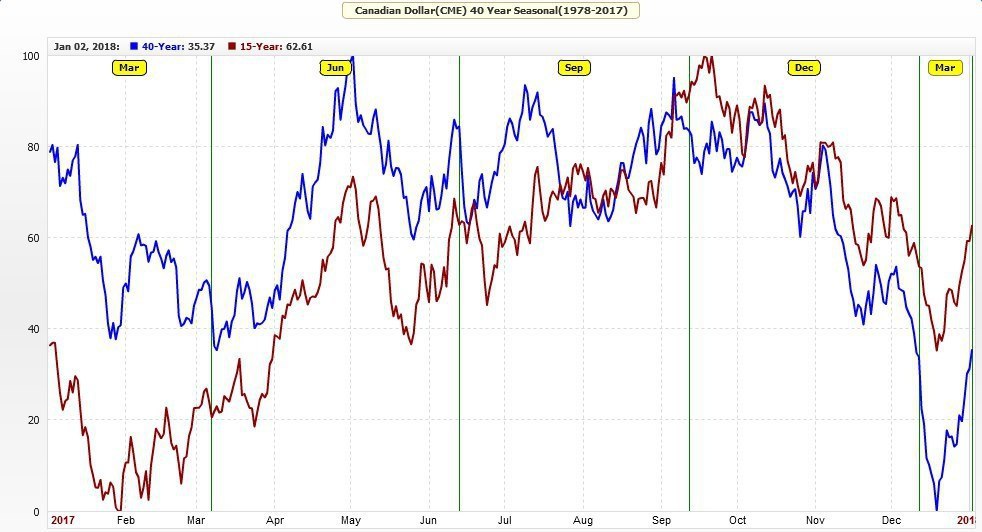 Canadian Dollar(CME) 40 Year Seasonal(1978-2017)
Jan 02, 2018: 40-Year: 35.37 15-Year: 62.61
Mar Jun Sep Dec Mar
100
80
60
40
20
0
2017 Feb Mar Apr May Jun Jul Aug Sep Oct Nov Dec 201